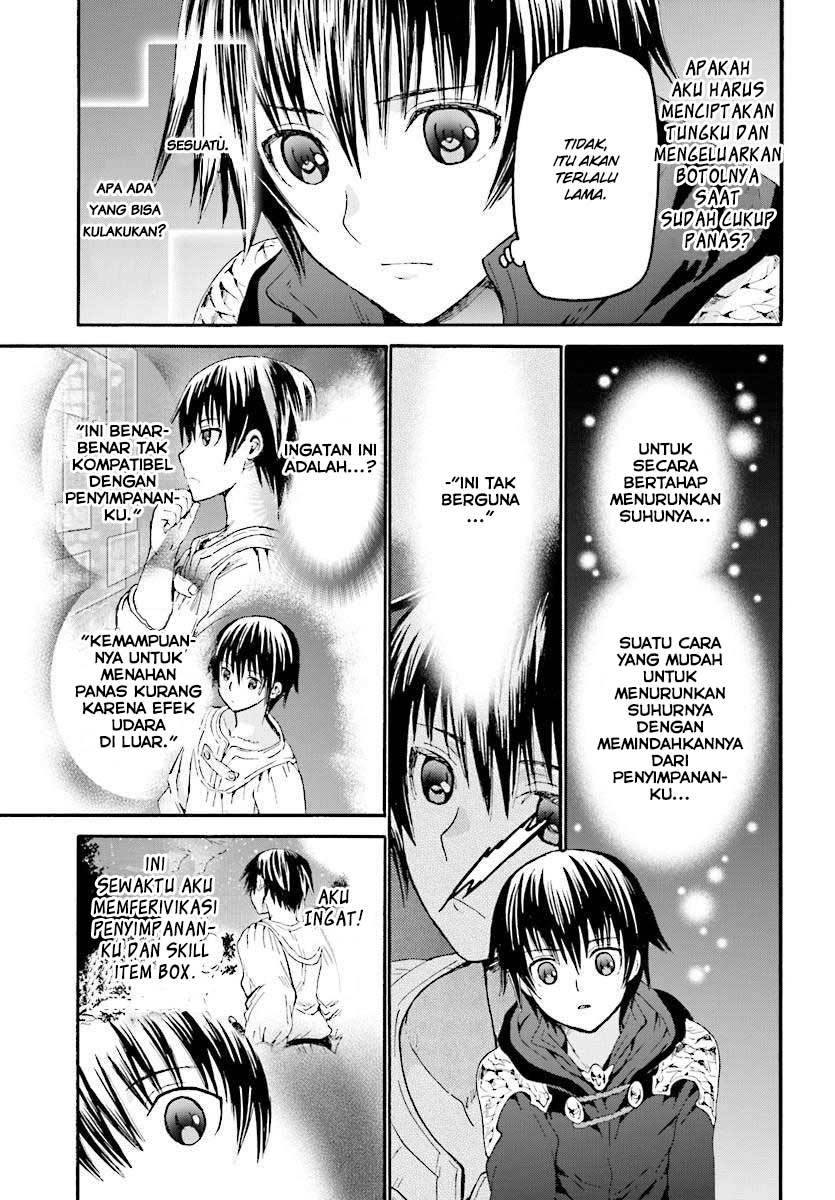 APAKAH
AKU HARUS
MENCIPTAKAN
TUNGKU DAN
MENGELUARKAN
BOTOLNYA
SAAT
SUDAH CUKUP
PANAS?
TIDAK,
ITU AKAN
TERLALU
LAMA.
SESUATU.
APA ADA
YANG BISA
KULAKUKAN?
UNTUK
SECARA
BERTAHAP
MENURUNKAN
SUHUNYA...
SUATU CARA
YANG MUDAH
UNTUK
MENURUNKAN
SUHURNYA
DENGAN
MEMINDAHKANNYA
DARI
PENYIMPANAN-
KU...
-"INI TAK
BERGUNA
..."
INGATAN INI
ADALAH...?
"INI BENAR-
BENAR TAK
KOMPATIBEL
DENGAN
PENYIMPANAN-
KU."
"KEMAMPUAN-
NYA UNTUK
MENAHAN
PANAS KURANG
KARENA EFEK
UDARA
DI LUAR."
AKU
INGAT!
INI
SEWAKTU AKU
MEMFERIVIKASI
PENYIMPANAN-
KU DAN SKILL
ITEM BOX.